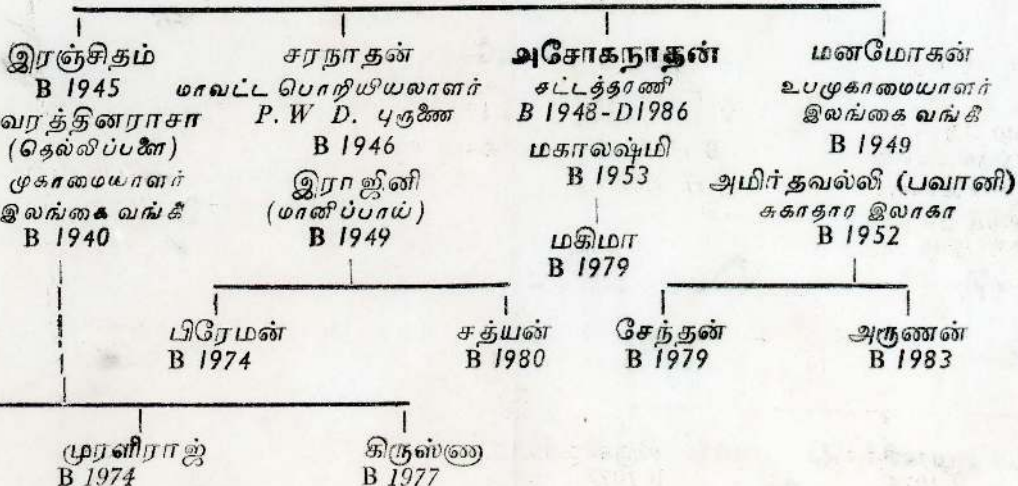 இரஞ்சிதம்
B 1945
வரத்தினராசா
(தெல்லிப்பளை)
முகாமையாளர்
இலங்கை வங்கி
B 1940
சரநாதன்
மாவட்ட பொறியியலாளர்
P. W D. புருணை
B 1946
இராஜினி
(மானிப்பாய்)
B 1949
அசோகநாதன்
சட்டத்தரணி
B 1948-D1986
மகாலஷ்மி
B 1953
மகிமா
B 1979
மனமோகன்
உபமுகாமையாளர்
இலங்கை வங்கி
B 1949
அமிர்தவல்லி (பவானி)
சுகாதார இலாகா
B 1952
பிரேமன்
B 1974
சத்யன்
B 1980
சேந்தன்
B 1979
அருணன்
B 1983
முரளிராஜ்
B 1974
கிருஸ்ணா
B 1977